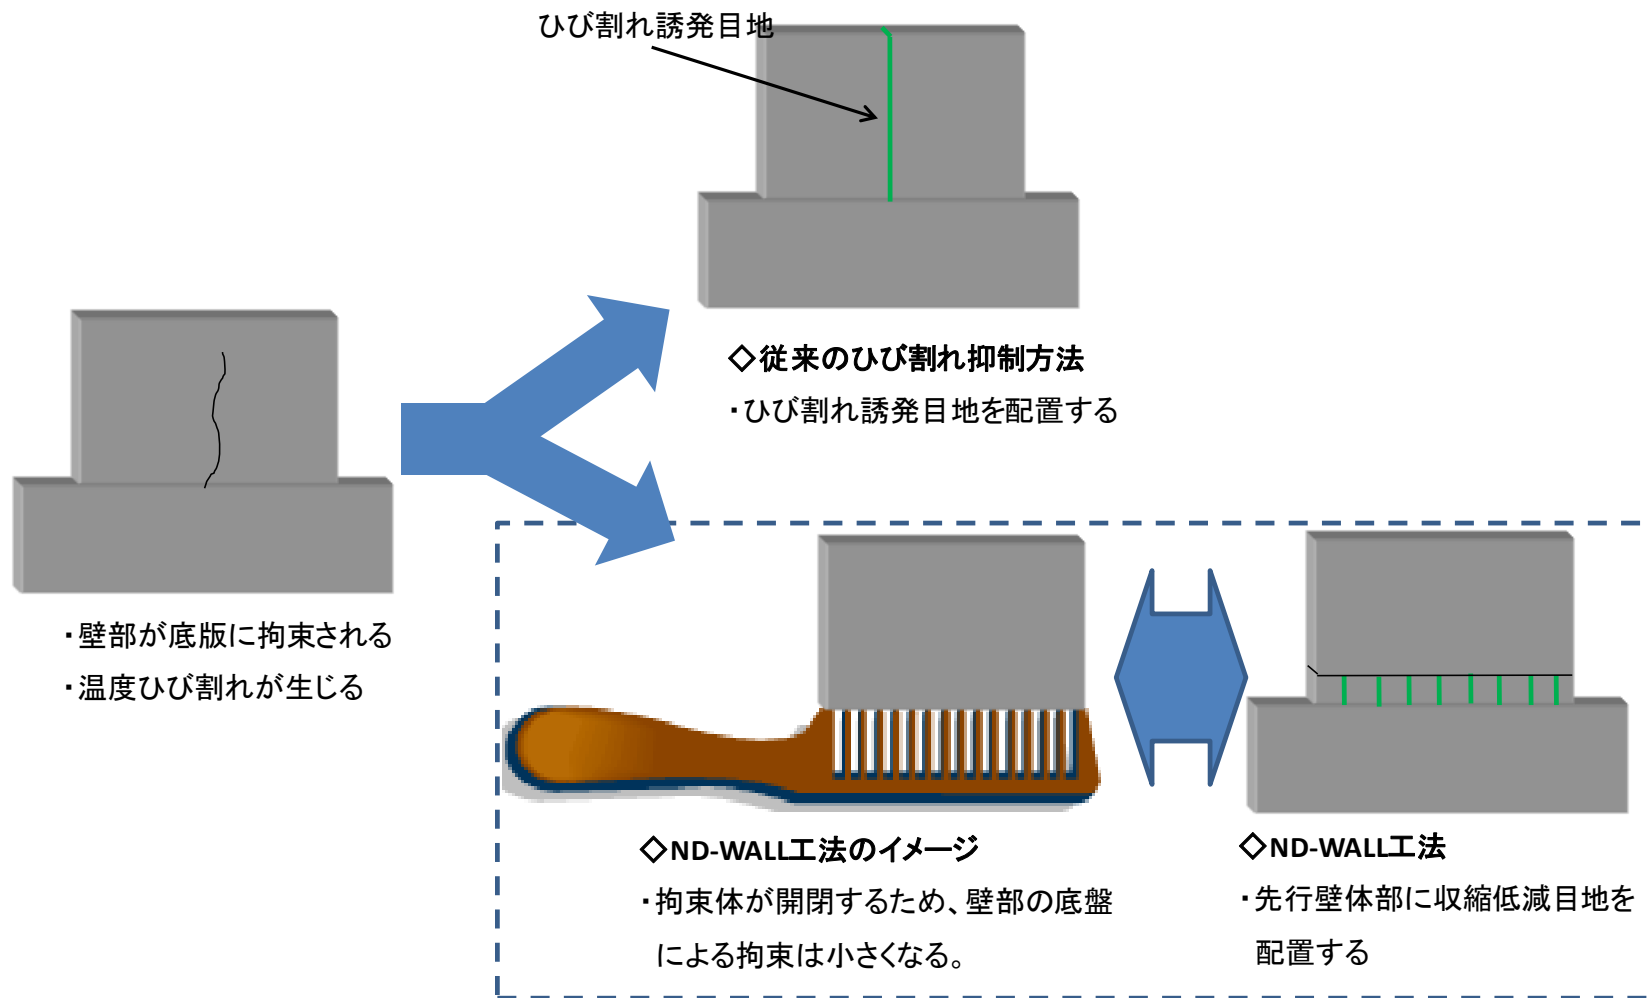 ひび割れ誘発目地
◇従来のひび割れ抑制方法
・ひび割れ誘発目地を配置する
・壁部が底版に拘束される
・温度ひび割れが生じる
◇ND-WALL工法のイメージ
・拘束体が開閉するため、壁部の底盤
による拘束は小さくなる。
◇ND-WALL工法
・先行壁体部に収縮低減目地を
配置する